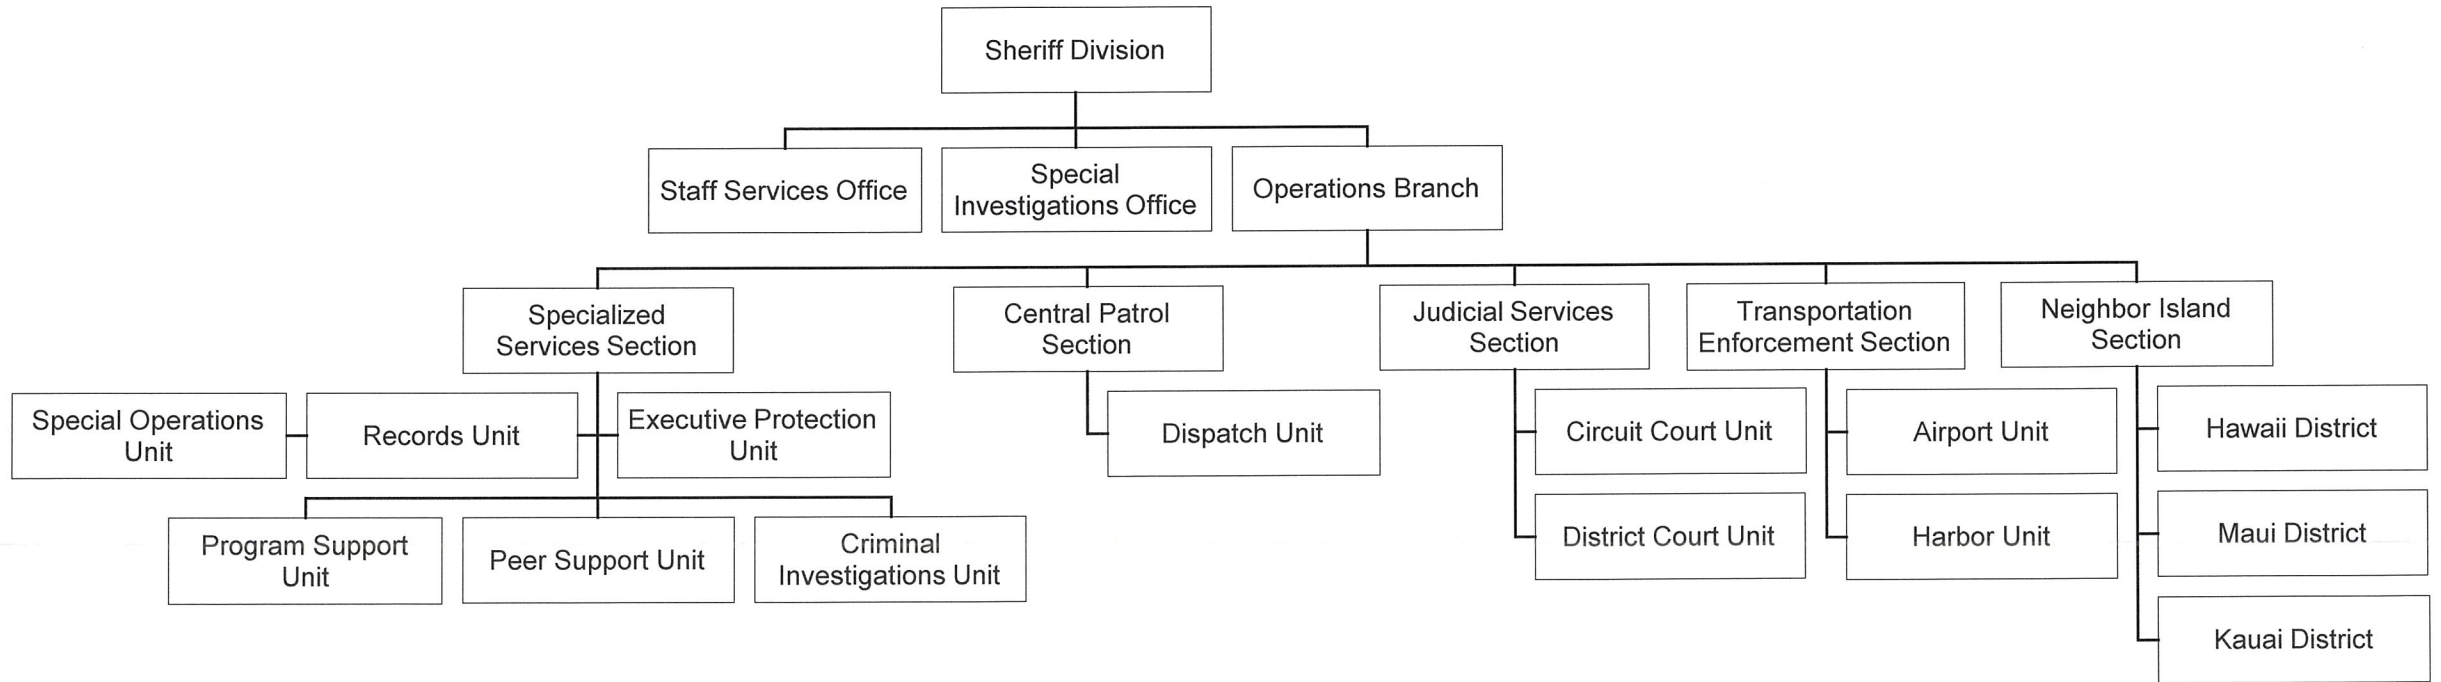 Sheriff Division
Staff Services Office
Special
Investigations Office
Operations Branch
Specialized
Services Section
Central Patrol
Section
Judicial Services
Section
Transportation
Enforcement Section
Neighbor Island
Section
Special Operations
Unit
Records Unit
Executive Protection
Unit
Dispatch Unit
Circuit Court Unit
Airport Unit
Hawaii District
Program Support
Unit
Peer Support Unit
Criminal
Investigations Unit
District Court Unit
Harbor Unit
Maui District
Kauai District